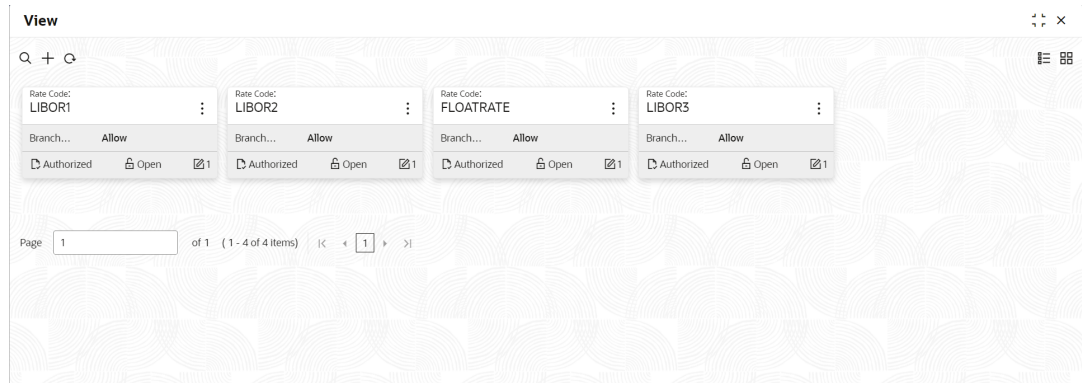 View
Rate Code:
LIBOR1
Branch... Allow
Authorized Open 1
Rate Code:
LIBOR2
Branch... Allow
Authorized Open 1
Rate Code:
FLOATRATE
Branch... Allow
Authorized Open 1
Rate Code:
LIBOR3
Branch... Allow
Authorized Open 1
Page 1 of 1 (1 - 4 of 4 items) 1